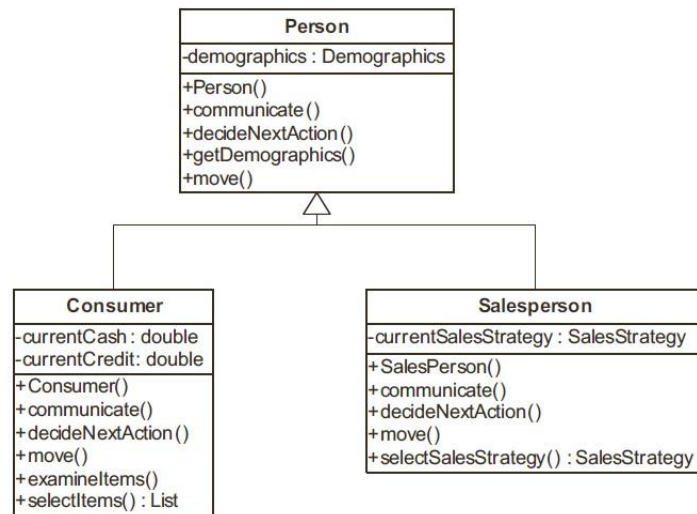 Person
-demographics : Demographics
+Person()
+communicate()
+decideNextAction()
+getDemographics()
+move()
Consumer
-currentCash : double
-currentCredit: double
+Consumer()
+communicate()
+decideNextAction()
+move()
+examineItems()
+selectItems() : List
Salesperson
-currentSalesStrategy : SalesStrategy
+SalesPerson()
+communicate()
+decideNextAction()
+move()
+selectSalesStrategy() : SalesStrategy